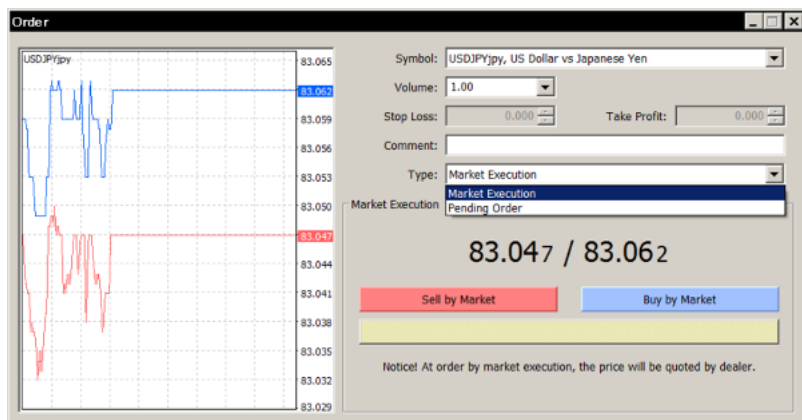 Order
USDJPYjpy
83.065
83.062
83.059
83.056
83.053
83.050
83.047
83.044
83.041
83.038
83.035
83.032
83.029
Symbol: USDJPYjpy, US Dollar vs Japanese Yen
Volume: 1.00
Stop Loss: 0.000 Take Profit: 0.000
Comment:
Type: Market Execution
Market Execution
Pending Order
Market Execution
83.047 / 83.062
Sell by Market Buy by Market
Notice! At order by market execution, the price will be quoted by dealer.